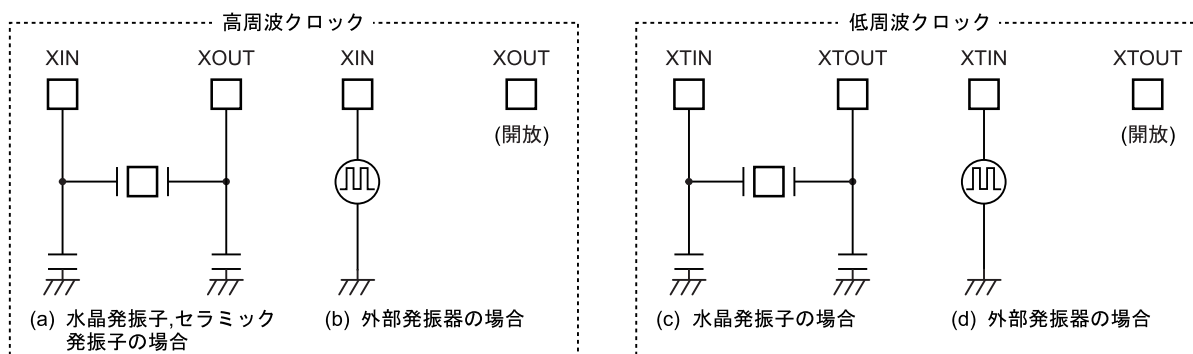 高周波クロック
XIN
XOUT
XIN
XOUT
(開放)
(a) 水晶発振子,セラミック
発振子の場合
(b) 外部発振器の場合
低周波クロック
XTIN
XTOUT
XTIN
XTOUT
(開放)
(c) 水晶発振子の場合
(d) 外部発振器の場合